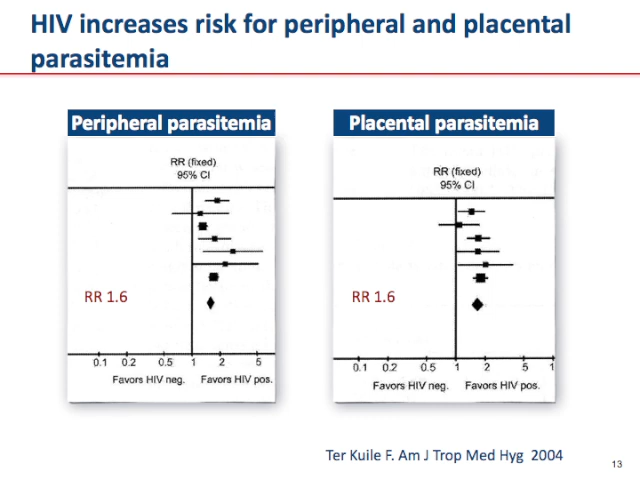 HIV increases risk for peripheral and placental
parasitemia
Peripheral parasitemia
RR (fixed)
95% CI
RR 1.6
0.1 0.2 0.5 1 2 5
Favors HIV neg. Favors HIV pos.
Placental parasitemia
RR (fixed)
95% CI
RR 1.6
0.1 0.2 0.5 1 2 5 1
Favors HIV neg. Favors HIV pos.
Ter Kuile F. Am J Trop Med Hyg 2004
13